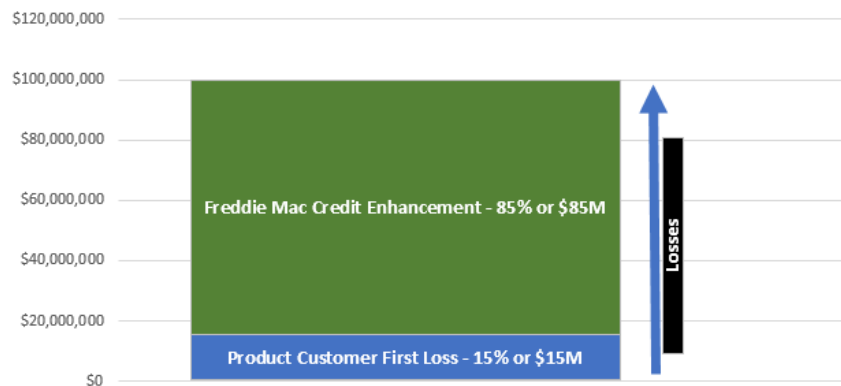 $120,000,000
$100,000,000
$80,000,000
$60,000,000
$40,000,000
$20,000,000
$0
Freddie Mac Credit Enhancement - 85% or $85M
Product Customer First Loss - 15% or $15M
Losses